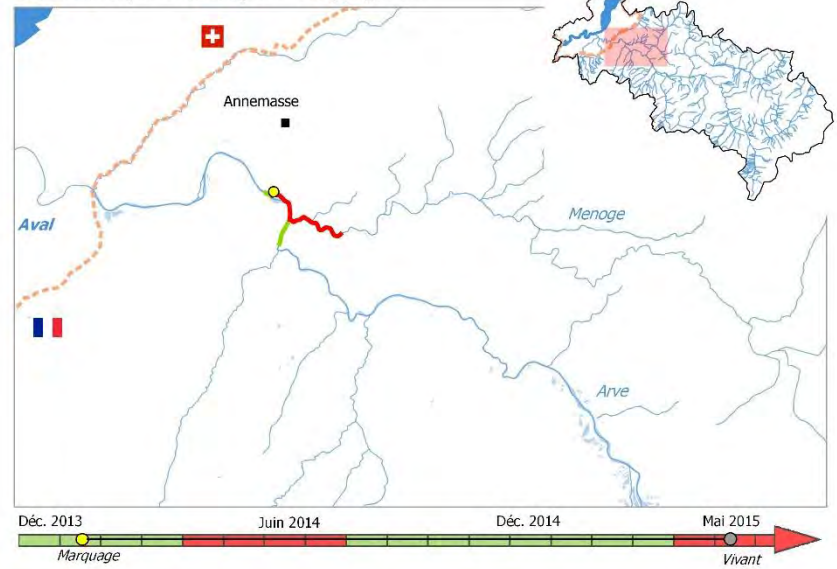 Annemasse
Menoge
Aval
Arve
Déc. 2013
Juin 2014
Déc. 2014
Mai 2015
Marquage
Vivant